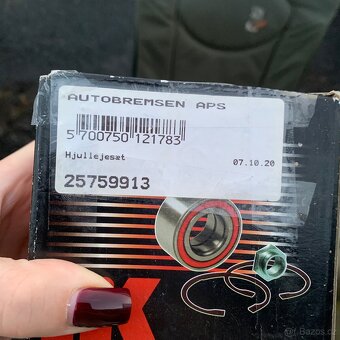 AUTOBREMSEN APS
5 700750 121783
Hjullejesæt
07.10.20
25759913